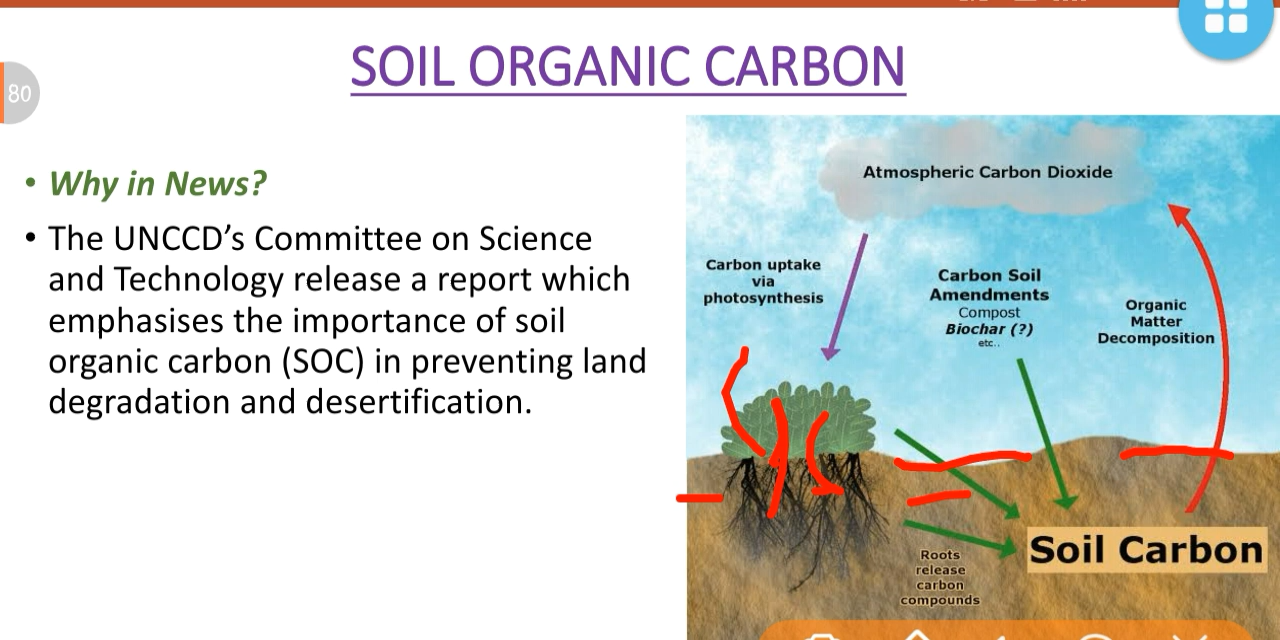 SOIL ORGANIC CARBON
80
• Why in News?
• The UNCCD’s Committee on Science
and Technology release a report which
emphasises the importance of soil
organic carbon (SOC) in preventing land
degradation and desertification.
Atmospheric Carbon Dioxide
Carbon uptake
via
photosynthesis
Carbon Soil
Amendments
Compost
Biochar (?)
etc..
Organic
Matter
Decomposition
Soil Carbon
Roots
release
carbon
compounds